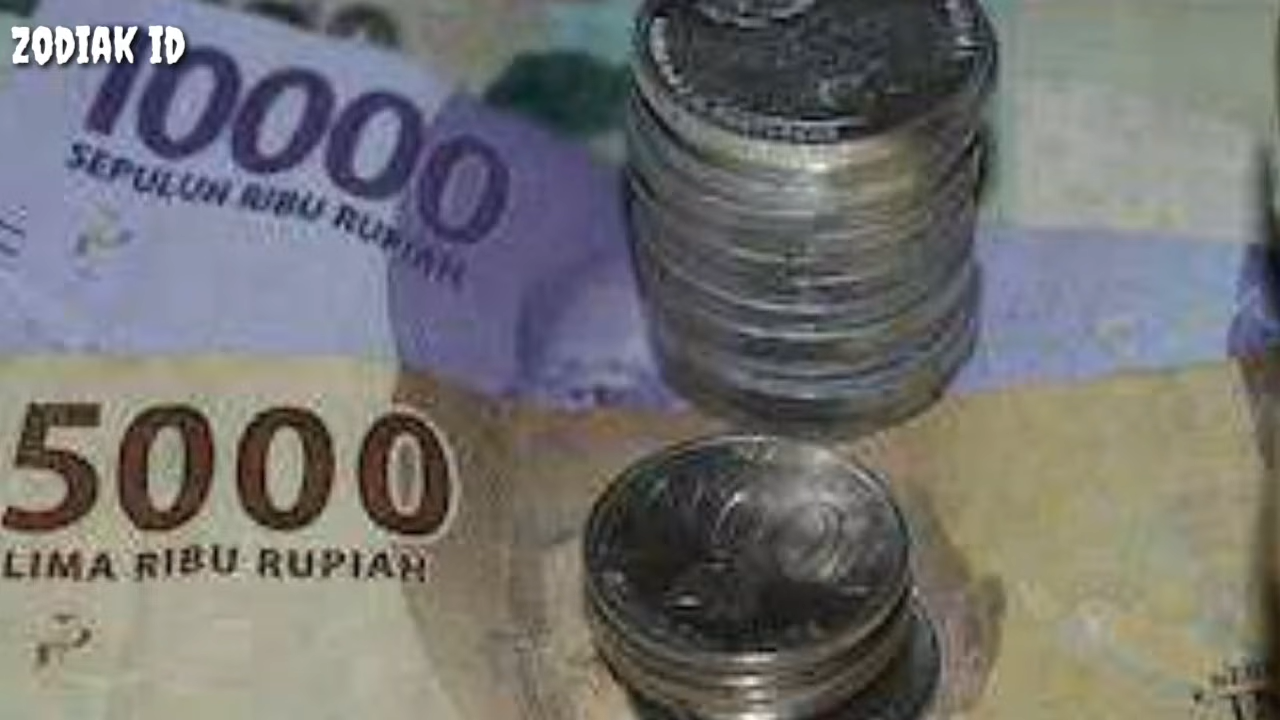 ZODIAK ID
10000
SEPULUH RIBU RUPIAH
5000
LIMA RIBU RUPIAH